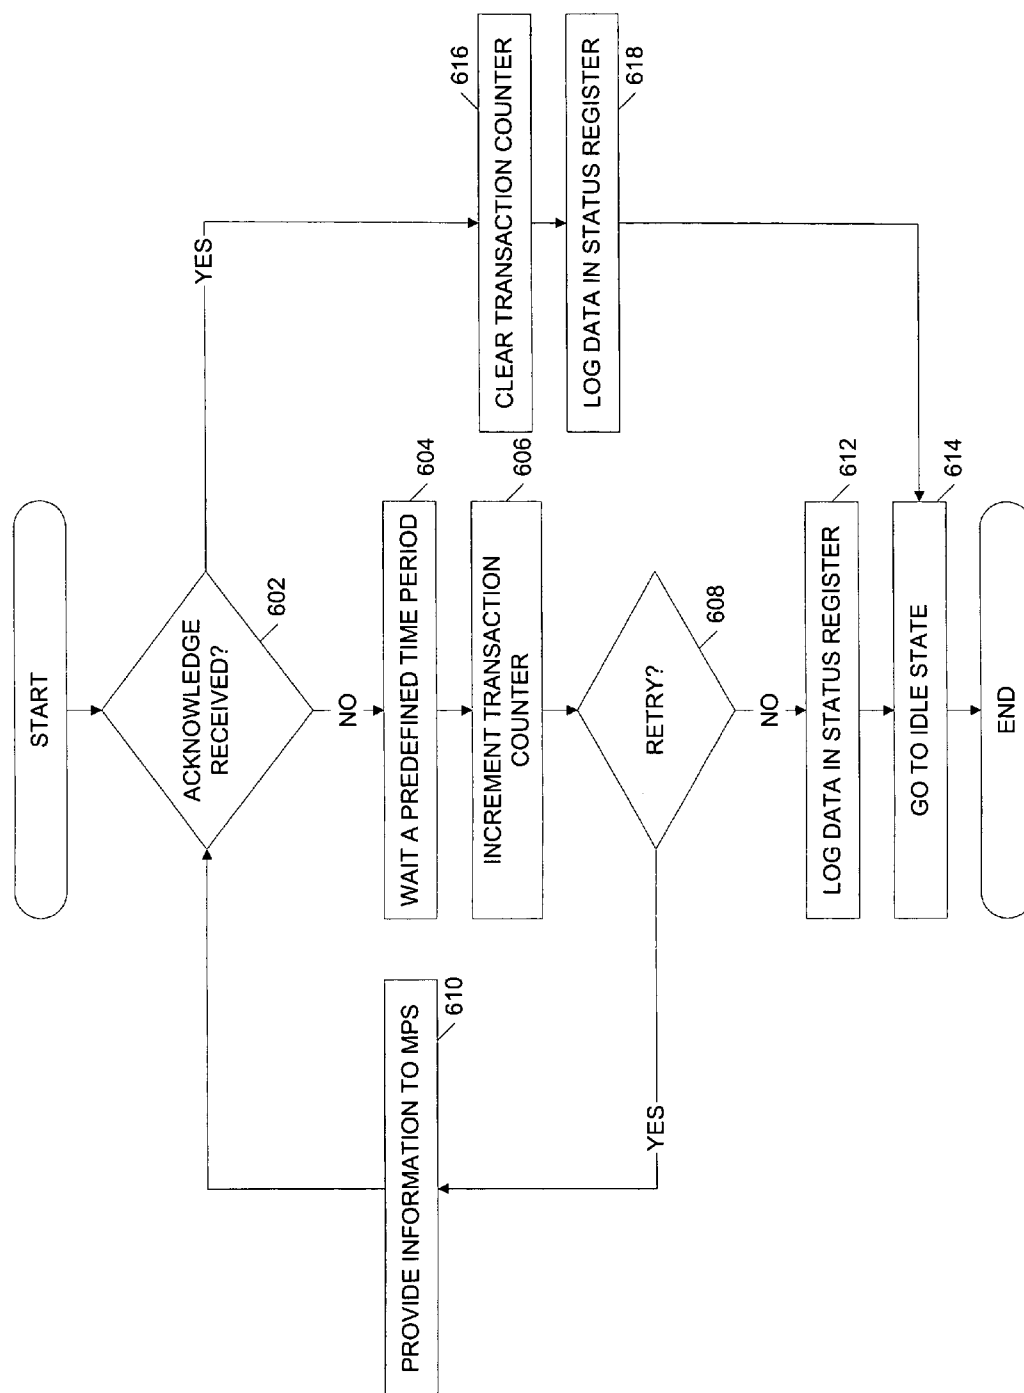 START
ACKNOWLEDGE
RECEIVED?
602
YES
NO
WAIT A PREDEFINED TIME PERIOD
604
INCREMENT TRANSACTION
COUNTER
606
RETRY?
608
YES
PROVIDE INFORMATION TO MPS
610
NO
LOG DATA IN STATUS REGISTER
612
GO TO IDLE STATE
614
END
CLEAR TRANSACTION COUNTER
616
LOG DATA IN STATUS REGISTER
618